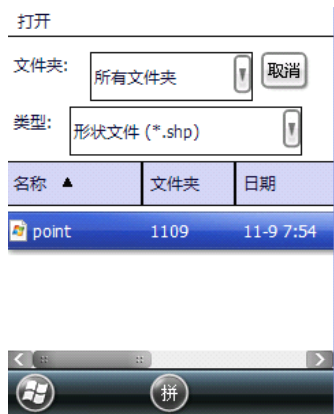 打开
文件夹: 所有文件夹 取消
类型: 形状文件 (*.shp)
名称 ▲ 文件夹 日期
point 1109 11-9 7:54
拼